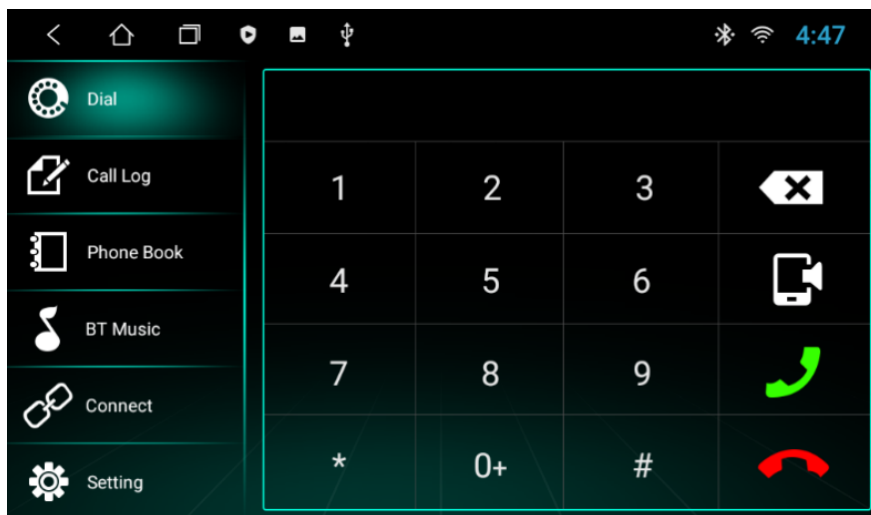 4:47
Dial
Call Log
Phone Book
BT Music
Connect
Setting
1 2 3
4 5 6
7 8 9
* 0+ #